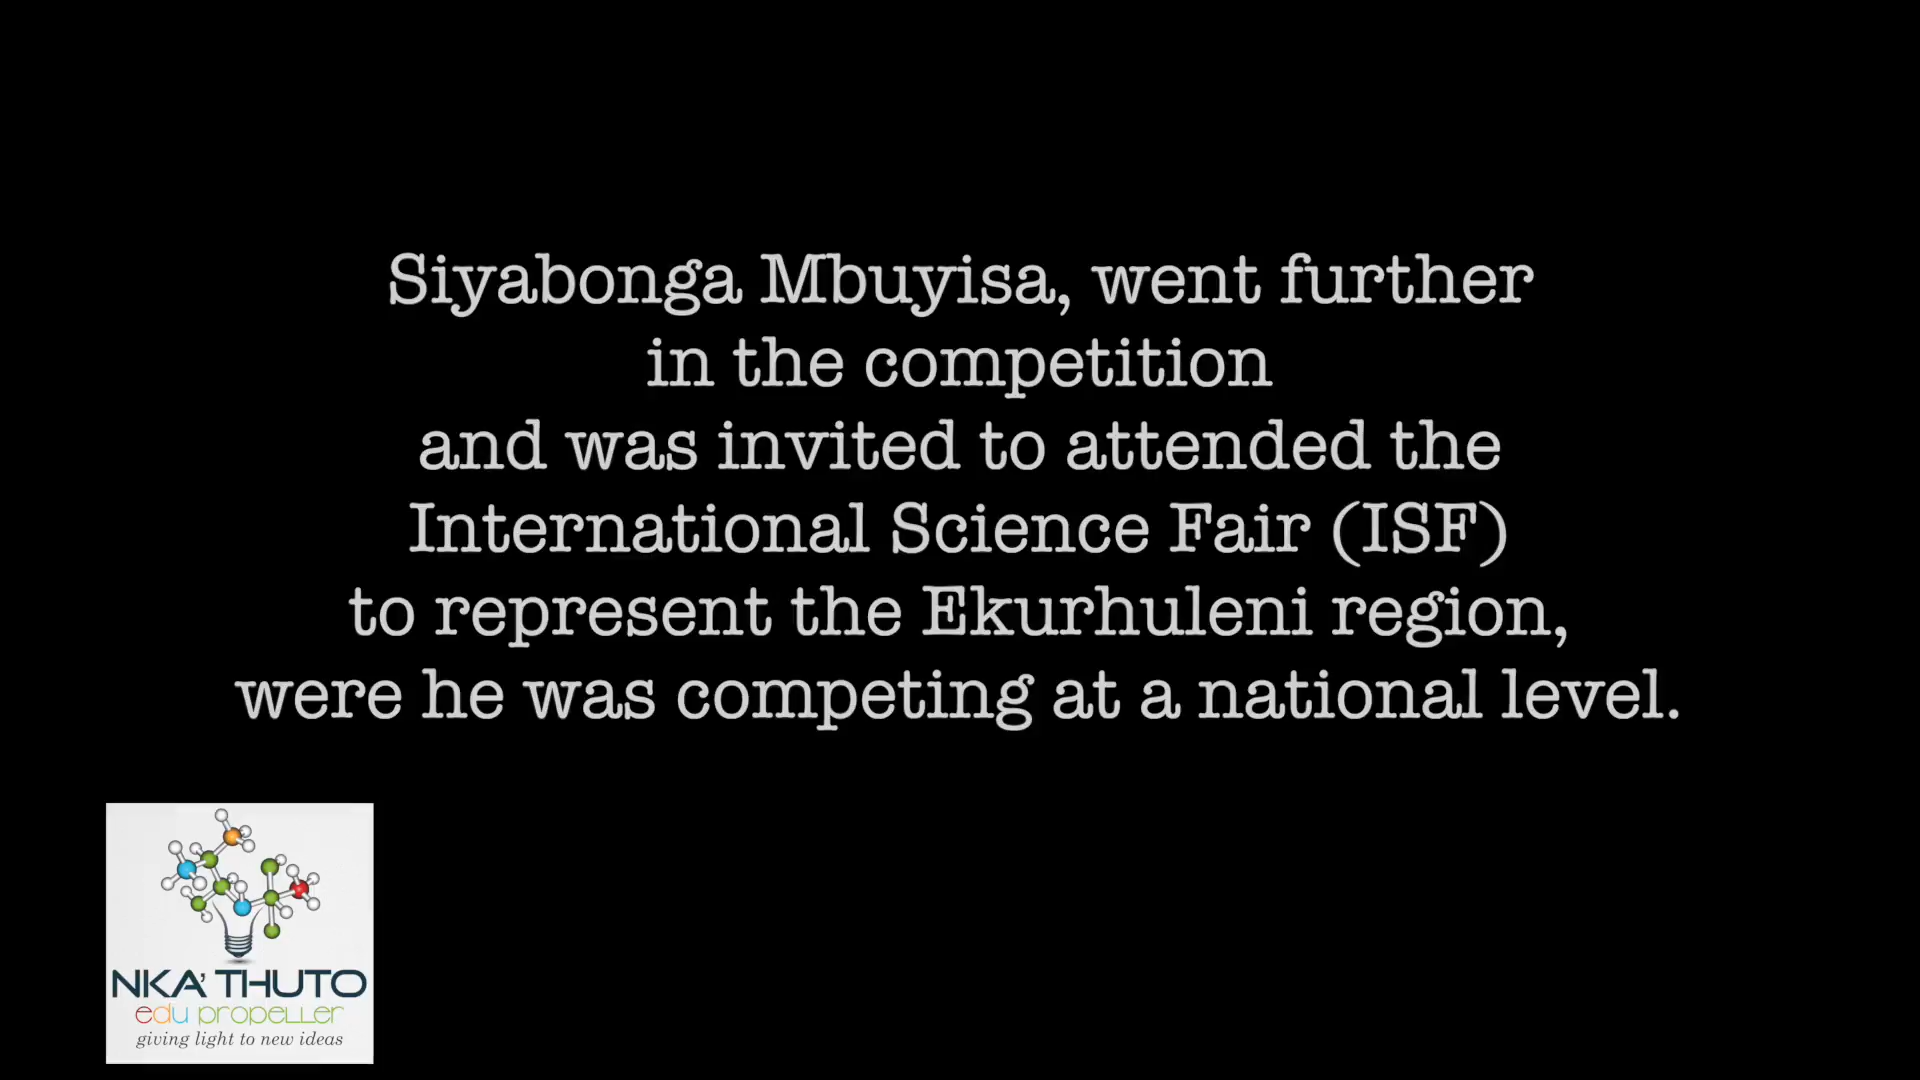 Siyabonga Mbuyisa, went further
in the competition
and was invited to attended the
International Science Fair (ISF)
to represent the Ekurhuleni region,
were he was competing at a national level.
NKA' THUTO
edu propeller
giving light to new ideas